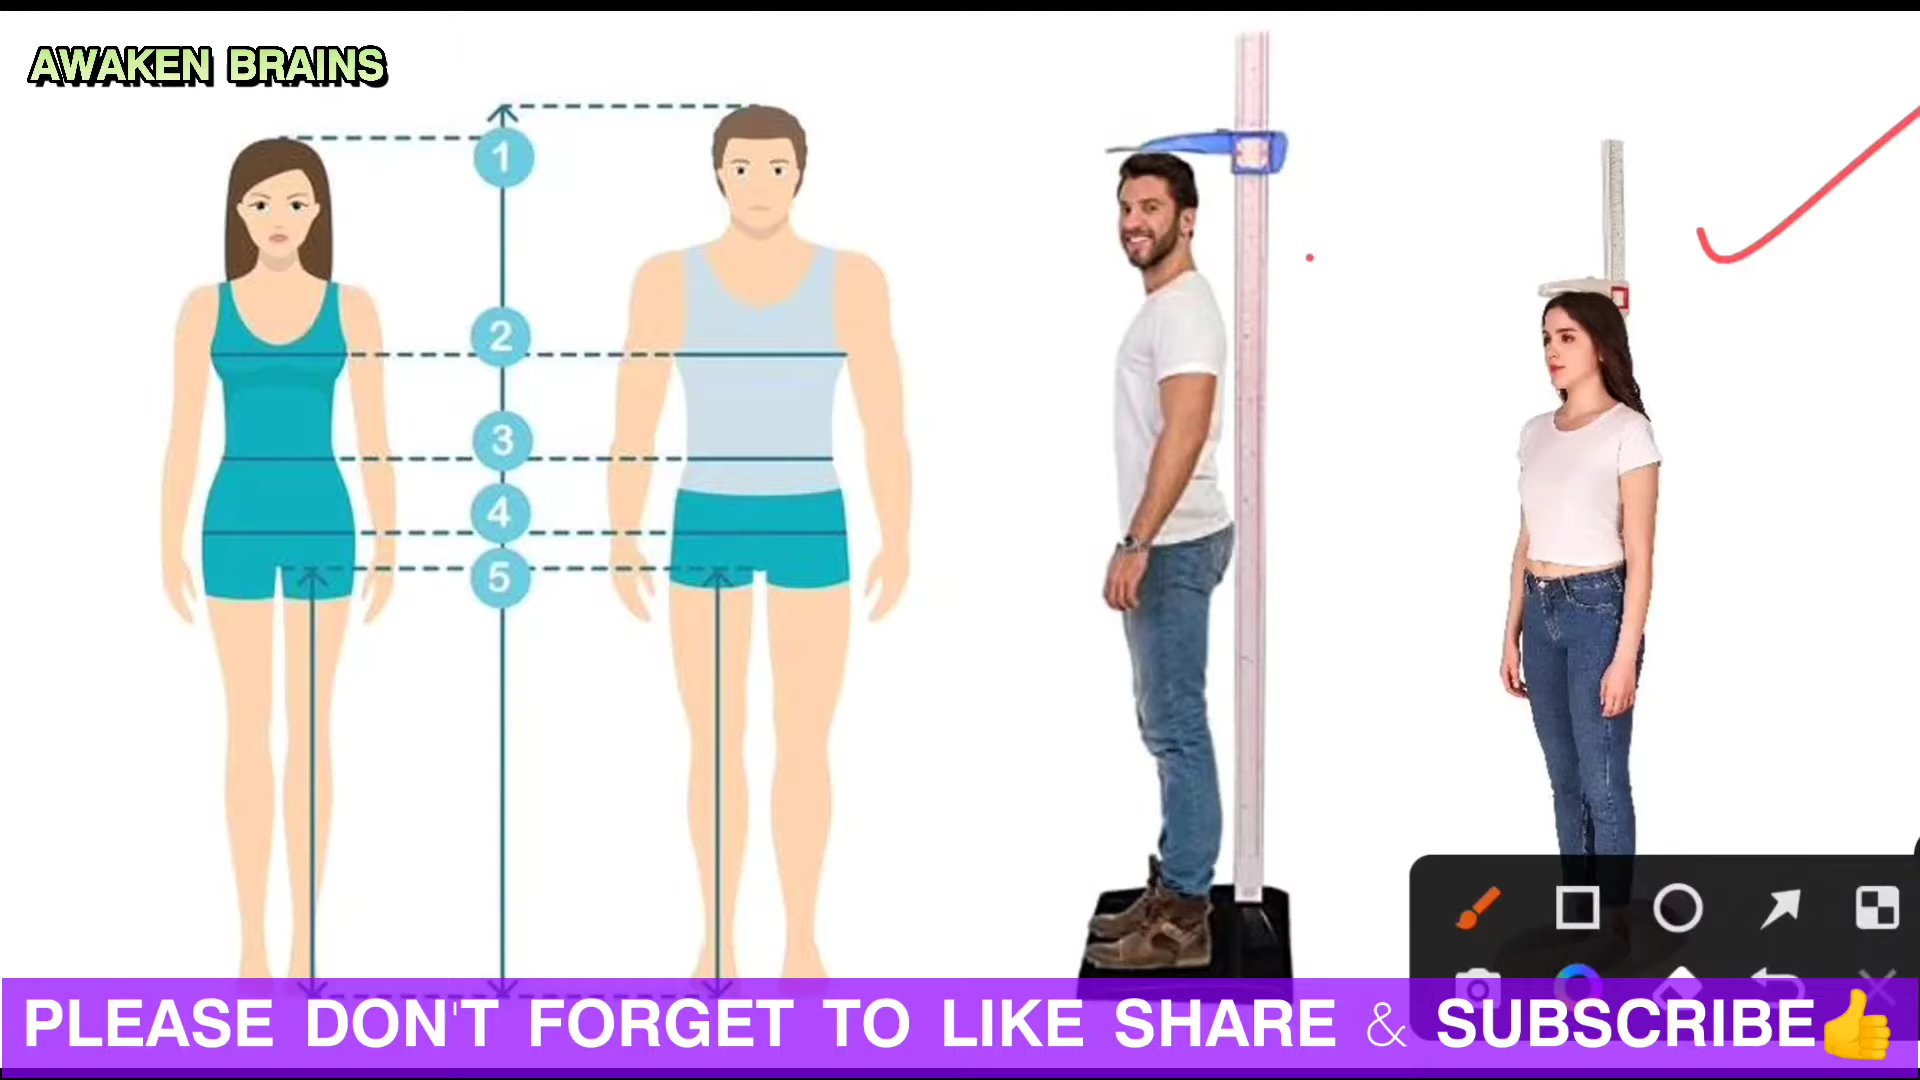 AWAKEN BRAINS
1
2
3
4
5
PLEASE DON'T FORGET TO LIKE SHARE & SUBSCRIBE👍